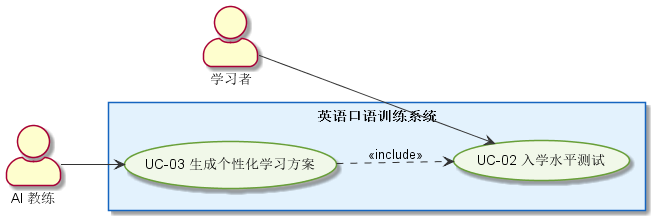 学习者
英语口语训练系统
AI 教练
UC-03 生成个性化学习方案
«include»
UC-02 入学水平测试